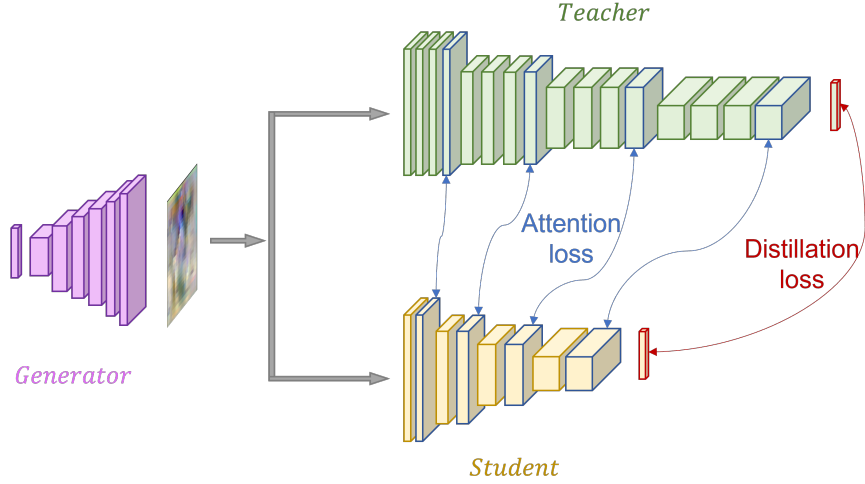 Teacher
Attention
loss
Distillation
loss
Generator
Student